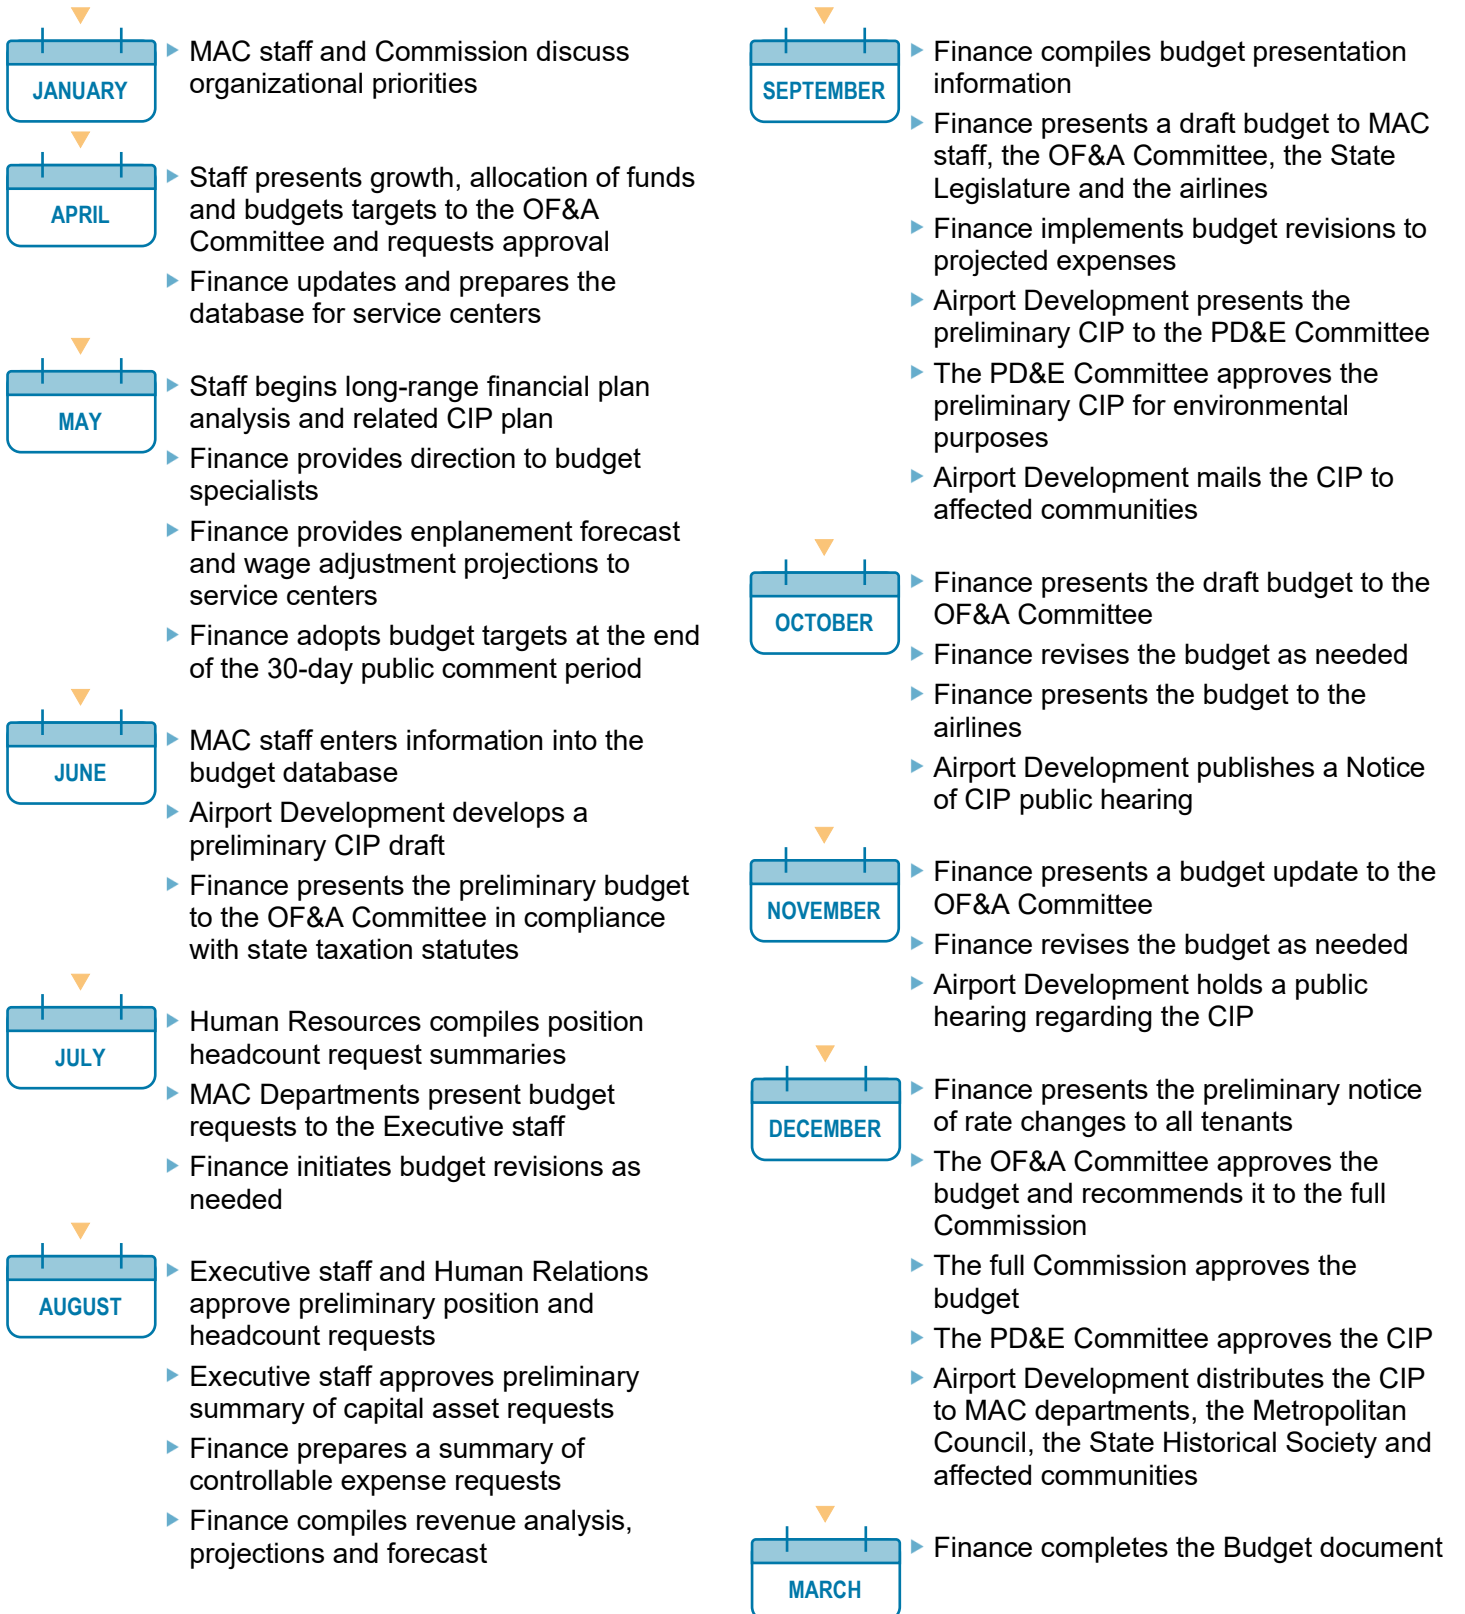 JANUARY
MAC staff and Commission discuss
organizational priorities
APRIL
Staff presents growth, allocation of funds
and budgets targets to the OF&A
Committee and requests approval
Finance updates and prepares the
database for service centers
MAY
Staff begins long-range financial plan
analysis and related CIP plan
Finance provides direction to budget
specialists
Finance provides enplanement forecast
and wage adjustment projections to
service centers
Finance adopts budget targets at the end
of the 30-day public comment period
JUNE
MAC staff enters information into the
budget database
Airport Development develops a
preliminary CIP draft
Finance presents the preliminary budget
to the OF&A Committee in compliance
with state taxation statutes
JULY
Human Resources compiles position
headcount request summaries
MAC Departments present budget
requests to the Executive staff
Finance initiates budget revisions as
needed
AUGUST
Executive staff and Human Relations
approve preliminary position and
headcount requests
Executive staff approves preliminary
summary of capital asset requests
Finance prepares a summary of
controllable expense requests
Finance compiles revenue analysis,
projections and forecast
SEPTEMBER
Finance compiles budget presentation
information
Finance presents a draft budget to MAC
staff, the OF&A Committee, the State
Legislature and the airlines
Finance implements budget revisions to
projected expenses
Airport Development presents the
preliminary CIP to the PD&E Committee
The PD&E Committee approves the
preliminary CIP for environmental
purposes
Airport Development mails the CIP to
affected communities
OCTOBER
Finance presents the draft budget to the
OF&A Committee
Finance revises the budget as needed
Finance presents the budget to the
airlines
Airport Development publishes a Notice
of CIP public hearing
NOVEMBER
Finance presents a budget update to the
OF&A Committee
Finance revises the budget as needed
Airport Development holds a public
hearing regarding the CIP
DECEMBER
Finance presents the preliminary notice
of rate changes to all tenants
The OF&A Committee approves the
budget and recommends it to the full
Commission
The full Commission approves the
budget
The PD&E Committee approves the CIP
Airport Development distributes the CIP
to MAC departments, the Metropolitan
Council, the State Historical Society and
affected communities
MARCH
Finance completes the Budget document